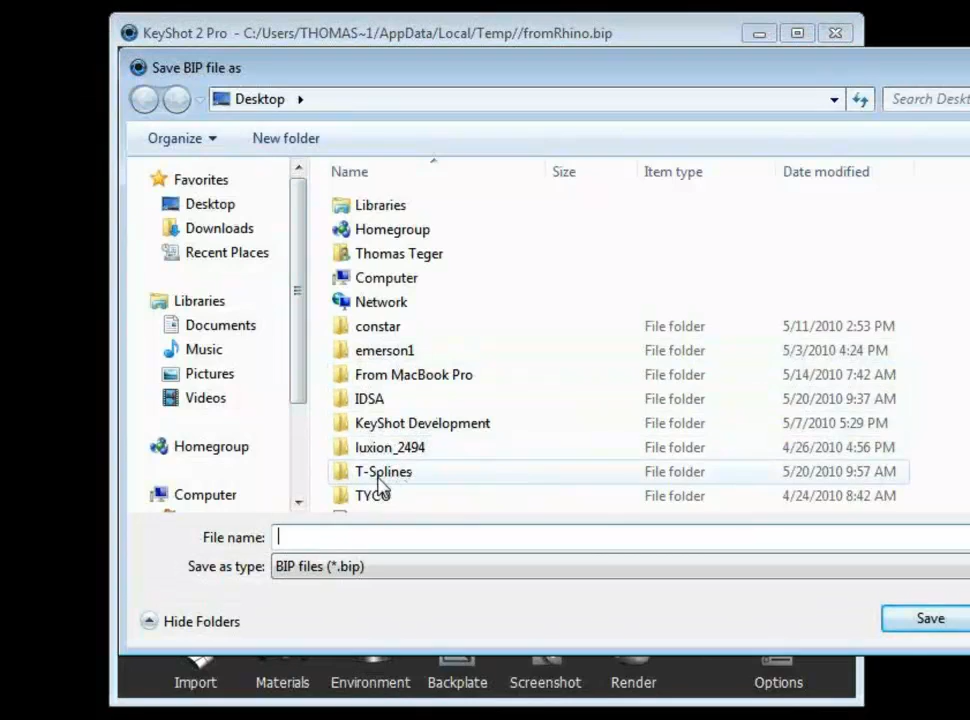 KeyShot 2 Pro - C:/Users/THOMAS~1/AppData/Local/Temp//fromRhino.bip
Save BIP file as
Desktop
Search Deskt
Organize
New folder
Name
Size
Item type
Date modified
Favorites
Desktop
Downloads
Recent Places
Libraries
Documents
Music
Pictures
Videos
Homegroup
Computer
Libraries
Homegroup
Thomas Teger
Computer
Network
constar File folder 5/11/2010 2:53 PM
emerson1 File folder 5/3/2010 4:24 PM
From MacBook Pro File folder 5/14/2010 7:42 AM
IDSA File folder 5/20/2010 9:37 AM
KeyShot Development File folder 5/7/2010 5:29 PM
luxion_2494 File folder 4/26/2010 4:56 PM
T-Splines File folder 5/20/2010 9:57 AM
TYCO File folder 4/24/2010 8:42 AM
File name:
Save as type: BIP files (*.bip)
Hide Folders
Save
Import
Materials
Environment
Backplate
Screenshot
Render
Options